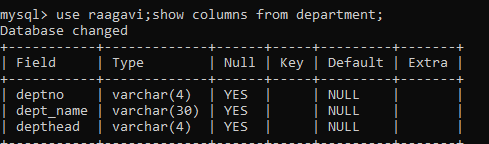 mysql> use raagavi;show columns from department;
Database changed
+-----------+-------------+------+-----+---------+-------+
| Field     | Type        | Null | Key | Default | Extra |
+-----------+-------------+------+-----+---------+-------+
| deptno    | varchar(4)  | YES  |     | NULL    |       |
| dept_name | varchar(30) | YES  |     | NULL    |       |
| depthead  | varchar(4)  | YES  |     | NULL    |       |
+-----------+-------------+------+-----+---------+-------+